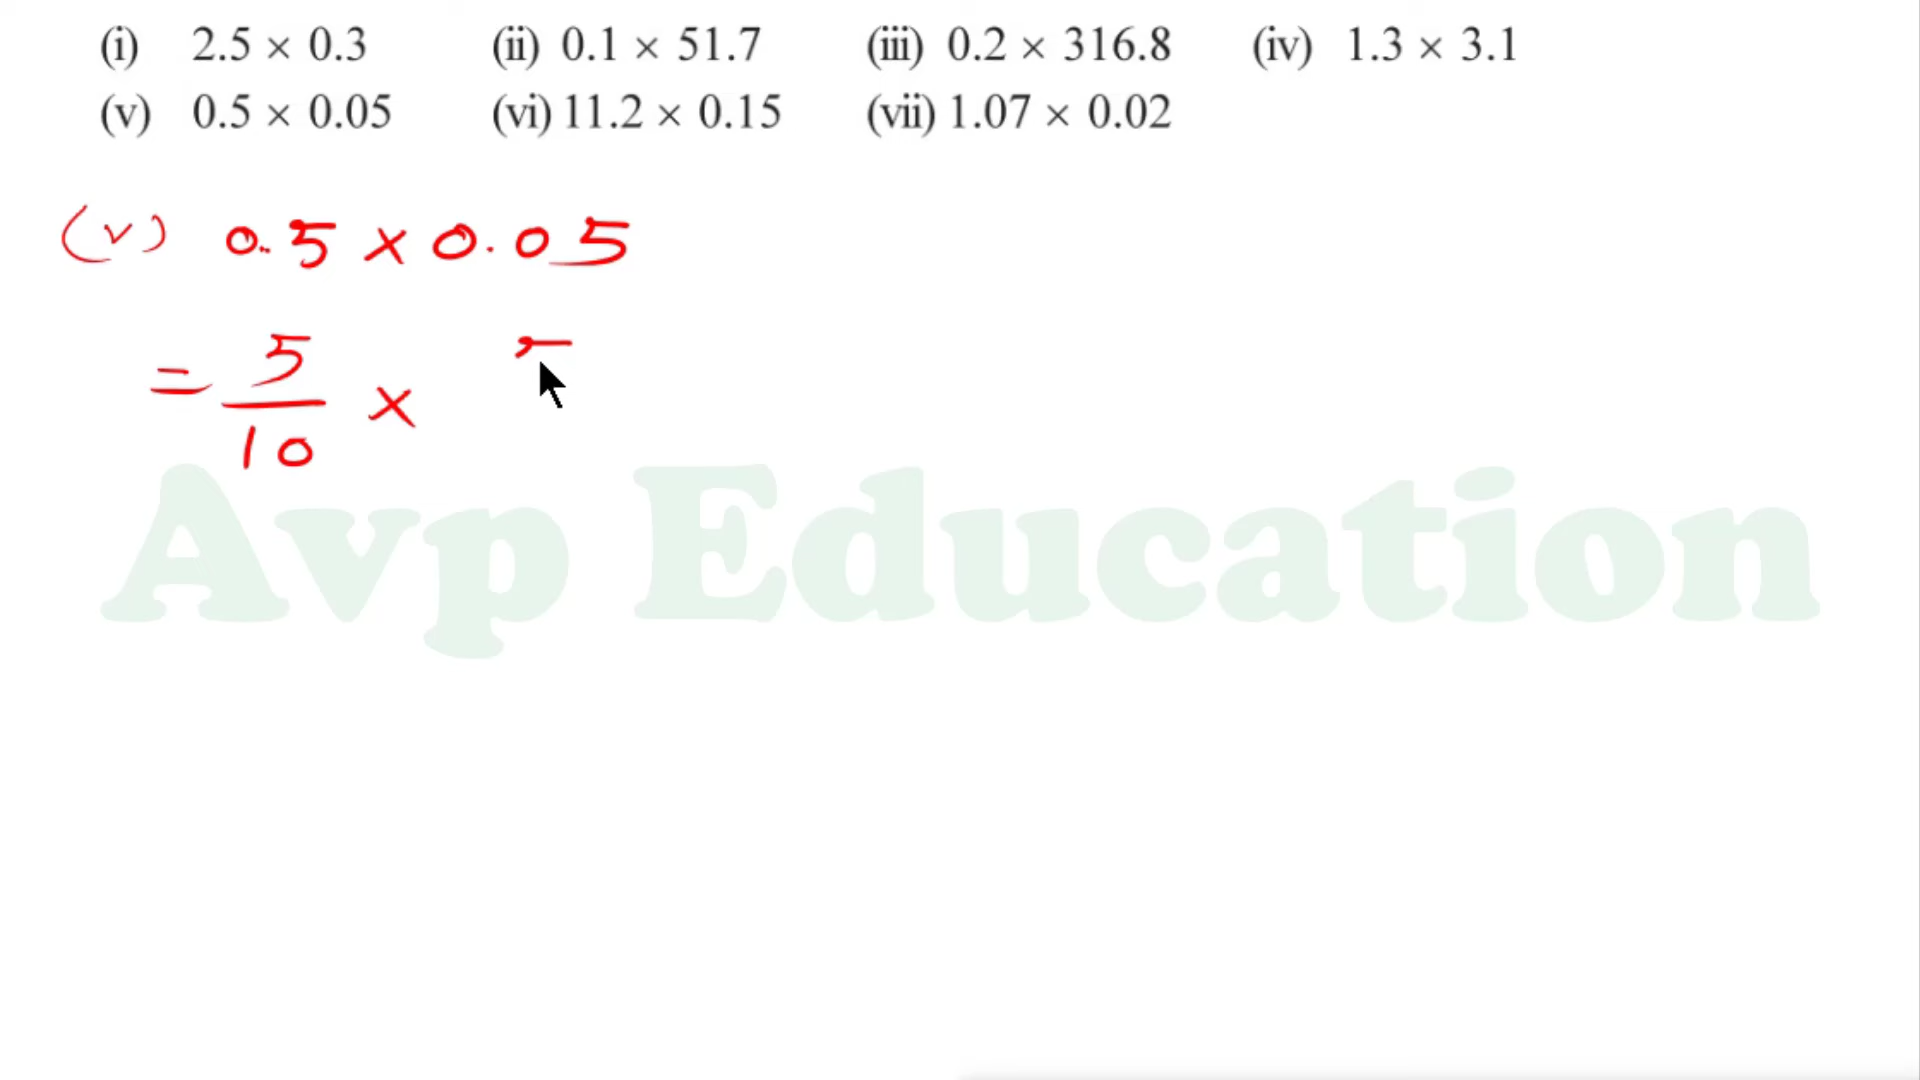 (i) 2.5 × 0.3 (ii) 0.1 × 51.7 (iii) 0.2 × 316.8 (iv) 1.3 × 3.1
(v) 0.5 × 0.05 (vi) 11.2 × 0.15 (vii) 1.07 × 0.02
(v) 0.5 × 0.05
= 5/10 ×
Avp Education